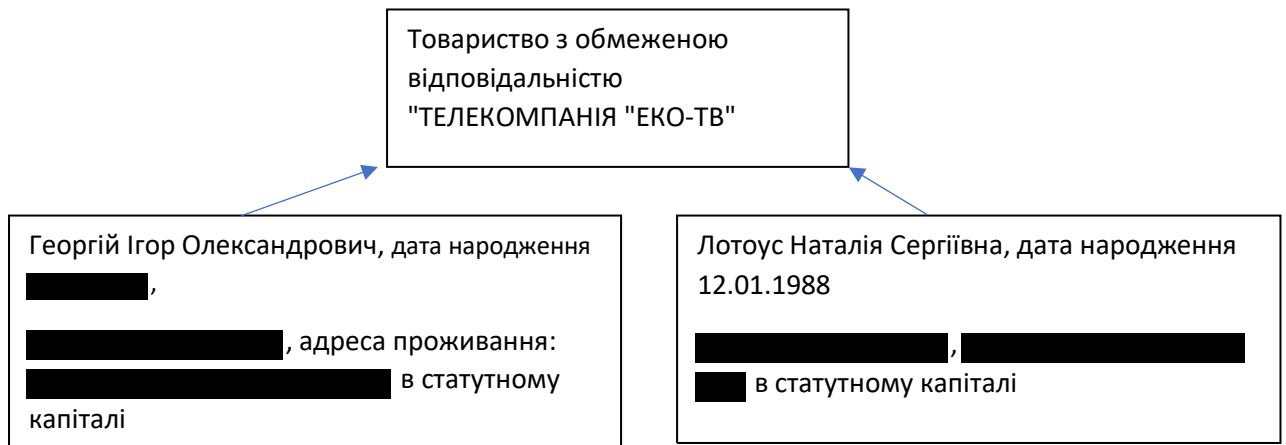 Товариство з обмеженою
відповідальністю
"ТЕЛЕКОМПАНІЯ "ЕКО-ТВ"
Георгій Ігор Олександрович, дата народження
,
, адреса проживання:
в статутному
капіталі
Лотоус Наталія Сергіївна, дата народження
12.01.1988
,
в статутному капіталі